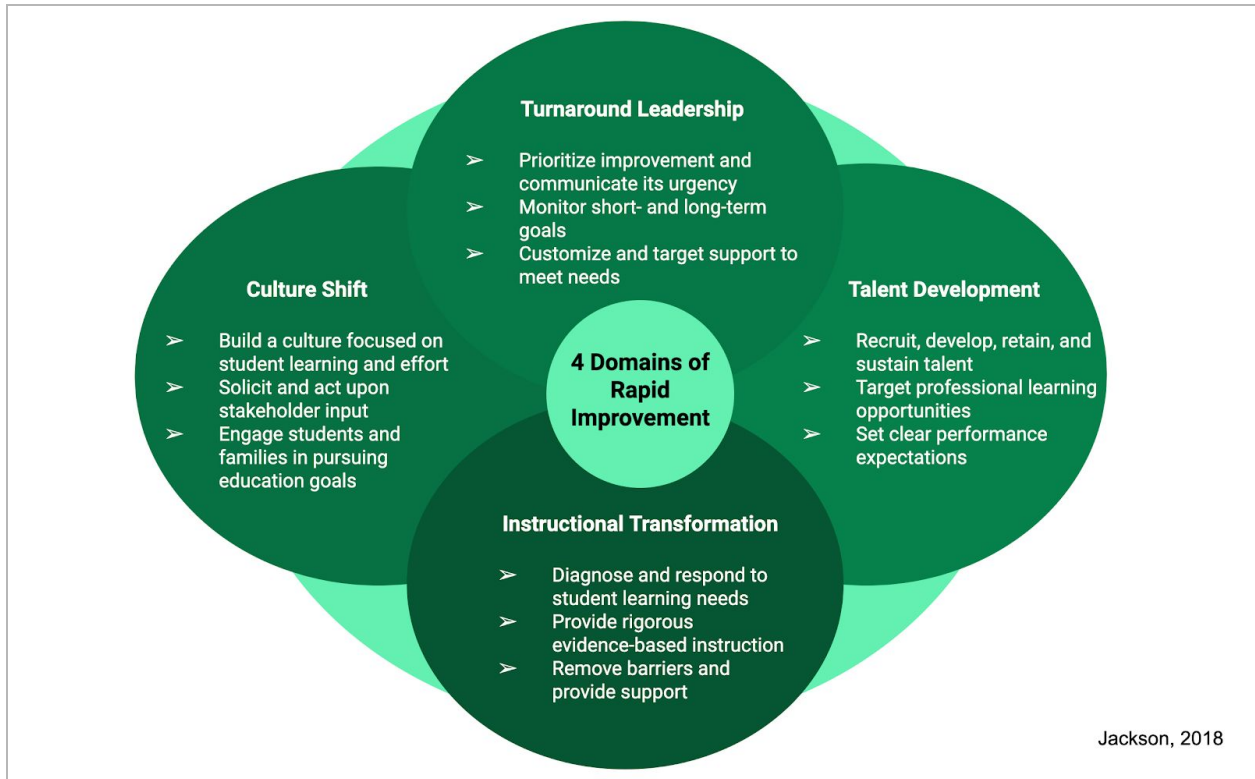 Turnaround Leadership
➢ Prioritize improvement and
communicate its urgency
➢ Monitor short- and long-term
goals
➢ Customize and target support to
meet needs
Culture Shift
➢ Build a culture focused on
student learning and effort
➢ Solicit and act upon
stakeholder input
➢ Engage students and
families in pursuing
education goals
4 Domains of
Rapid
Improvement
Talent Development
➢ Recruit, develop, retain, and
sustain talent
➢ Target professional learning
opportunities
➢ Set clear performance
expectations
Instructional Transformation
➢ Diagnose and respond to
student learning needs
➢ Provide rigorous
evidence-based instruction
➢ Remove barriers and
provide support
Jackson, 2018